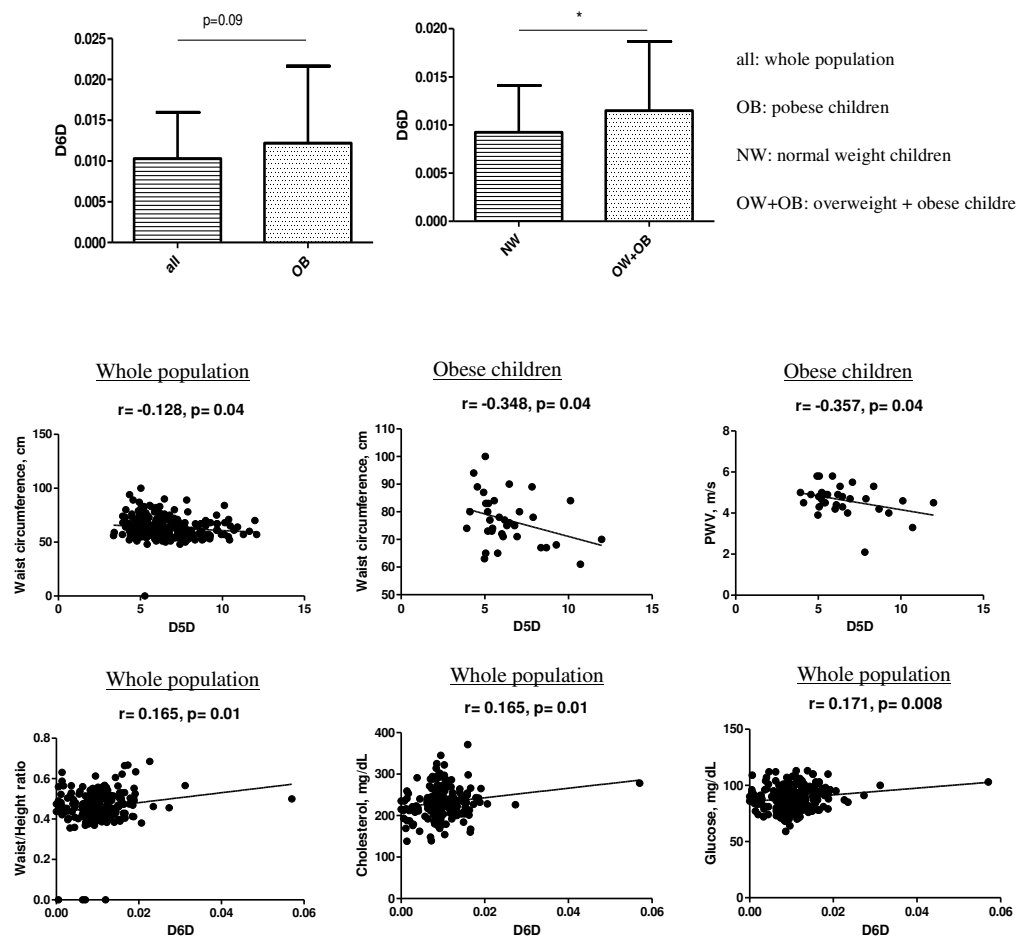 p=0.09
*
0.025
0.020
0.015
0.010
0.005
0.000
D6D
all
OB
0.020
0.015
0.010
0.005
0.000
D6D
NW
OW+OB
all: whole population
OB: pobese children
NW: normal weight children
OW+OB: overweight + obese childre
Whole population
r= -0.128, p= 0.04
150
100
50
0
Waist circumference, cm
0 5 10 15
D5D
Obese children
r= -0.348, p= 0.04
110
100
90
80
70
60
50
Waist circumference, cm
0 5 10 15
D5D
Obese children
r= -0.357, p= 0.04
8
6
4
2
0
PWV, m/s
0 5 10 15
D5D
Whole population
r= 0.165, p= 0.01
0.8
0.6
0.4
0.2
0.0
Waist/Height ratio
0.00 0.02 0.04 0.06
D6D
Whole population
r= 0.165, p= 0.01
400
300
200
100
0
Cholesterol, mg/dL
0.00 0.02 0.04 0.06
D6D
Whole population
r= 0.171, p= 0.008
150
100
50
0
Glucose, mg/dL
0.00 0.02 0.04 0.06
D6D